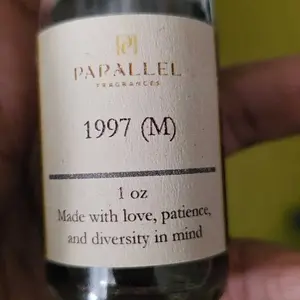 PARALLEL
FRAGRANCES
1997 (M)
1 oz
Made with love, patience,
and diversity in mind